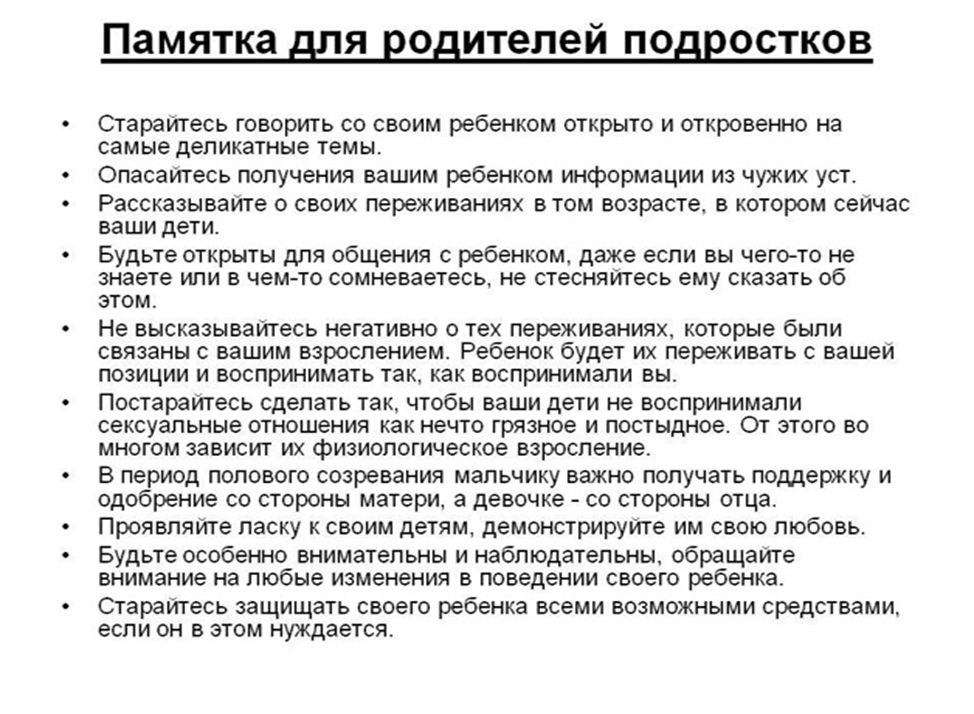 Памятка для родителей подростков
• Старайтесь говорить со своим ребенком открыто и откровенно на
самые деликатные темы.
• Опасайтесь получения вашим ребенком информации из чужих уст.
• Рассказывайте о своих переживаниях в том возрасте, в котором сейчас
ваши дети.
• Будьте открыты для общения с ребенком, даже если вы чего-то не
знаете или в чем-то сомневаетесь, не стесняйтесь ему сказать об
этом.
• Не высказывайтесь негативно о тех переживаниях, которые были
связаны с вашим взрослением. Ребенок будет их переживать с вашей
позиции и воспринимать так, как воспринимали вы.
• Постарайтесь сделать так, чтобы ваши дети не воспринимали
сексуальные отношения как нечто грязное и постыдное. От этого во
многом зависит их физиологическое взросление.
• В период полового созревания мальчику важно получать поддержку и
одобрение со стороны матери, а девочке - со стороны отца.
• Проявляйте ласку к своим детям, демонстрируйте им свою любовь.
• Будьте особенно внимательны и наблюдательны, обращайте
внимание на любые изменения в поведении своего ребенка.
• Старайтесь защищать своего ребенка всеми возможными средствами,
если он в этом нуждается.